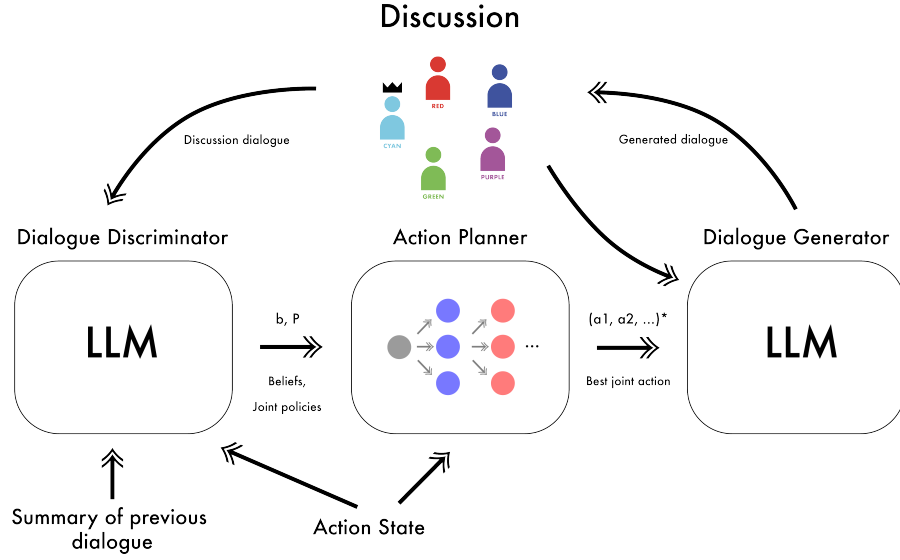 Discussion
RED
BLUE
CYAN
PURPLE
GREEN
Discussion dialogue
Generated dialogue
Dialogue Discriminator
Action Planner
Dialogue Generator
LLM
b, P
Beliefs,
Joint policies
...
(a1, a2, ...)*
Best joint action
LLM
Summary of previous
dialogue
Action State